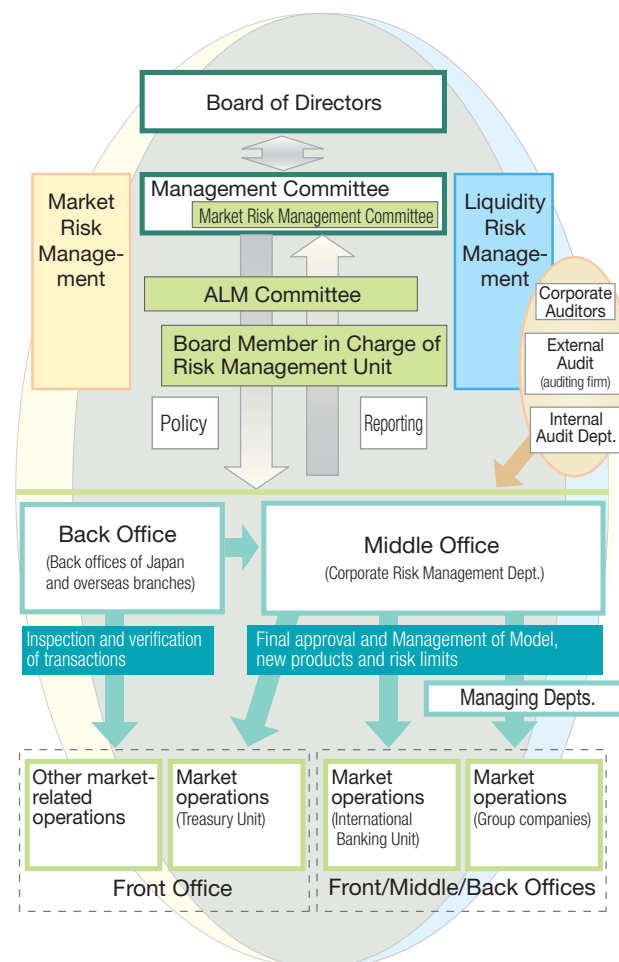 Board of Directors
Management Committee
Market Risk Management Committee
Market
Risk
Manage-
ment
Liquidity
Risk
Manage-
ment
ALM Committee
Board Member in Charge of
Risk Management Unit
Corporate
Auditors
External
Audit
(auditing firm)
Internal
Audit Dept.
Policy
Reporting
Back Office
(Back offices of Japan
and overseas branches)
Middle Office
(Corporate Risk Management Dept.)
Inspection and verification
of transactions
Final approval and Management of Model,
new products and risk limits
Managing Depts.
Other market-
related
operations
Market
operations
(Treasury Unit)
Market
operations
(International
Banking Unit)
Market
operations
(Group companies)
Front Office
Front/Middle/Back Offices